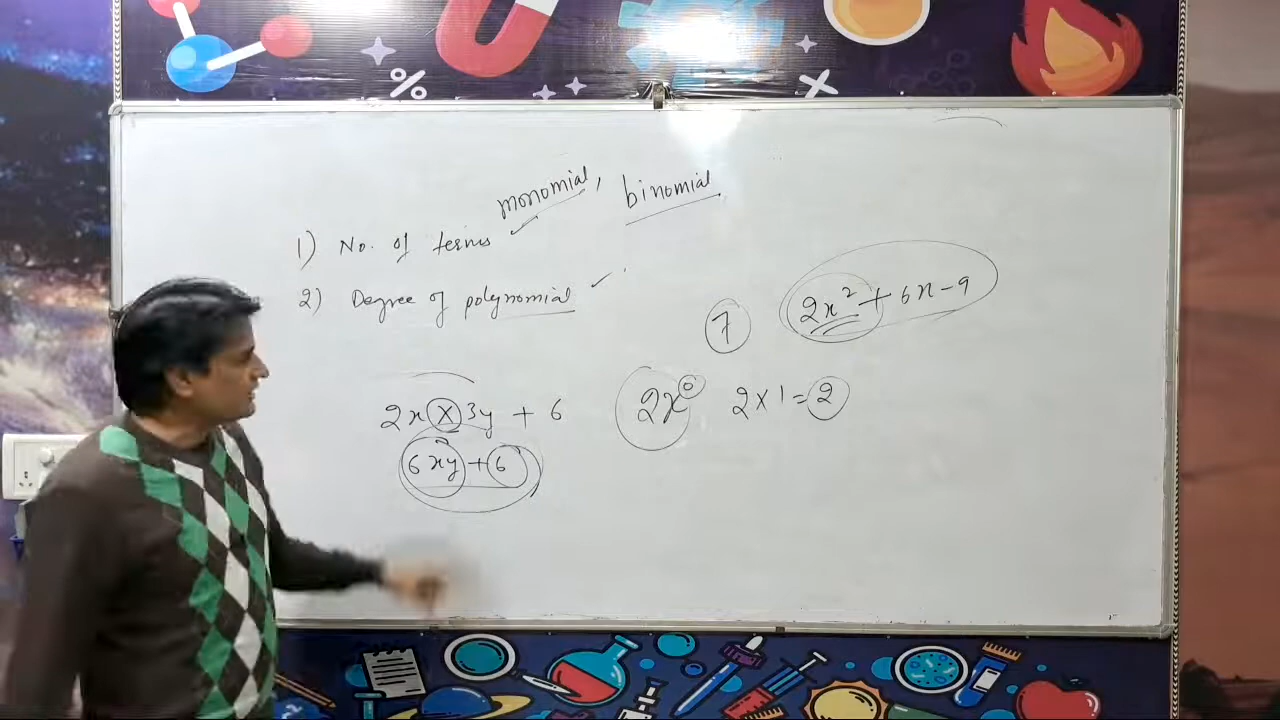 monomial, binomial
1) No. of terms
2) Degree of polynomial
7 2x² + 6x - 9
2x × 3y + 6 2x⁰ 2 × 1 = 2
6xy + 6
%